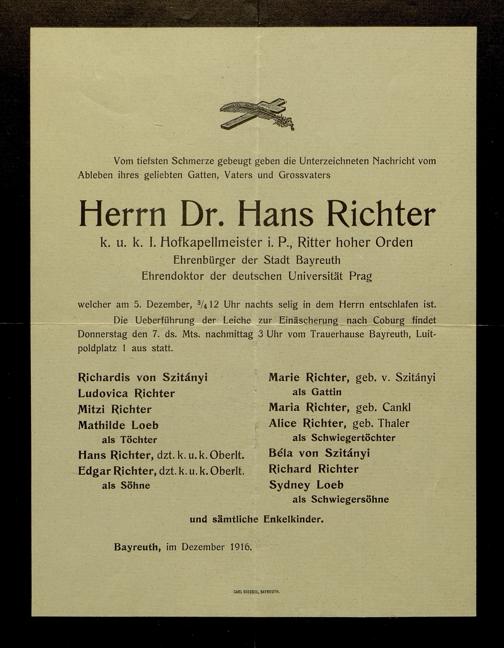 Vom tiefsten Schmerze gebeugt geben die Unterzeichneten Nachricht vom
Ableben ihres geliebten Gatten, Vaters und Grossvaters
Herrn Dr. Hans Richter
k. u. k. I. Hofkapellmeister i. P., Ritter hoher Orden
Ehrenbürger der Stadt Bayreuth
Ehrendoktor der deutschen Universität Prag
welcher am 5. Dezember, 3/4 12 Uhr nachts selig in dem Herrn entschlafen ist.
Die Ueberführung der Leiche zur Einäscherung nach Coburg findet
Donnerstag den 7. ds. Mts. nachmittag 3 Uhr vom Trauerhause Bayreuth, Luit-
poldplatz 1 aus statt.
Richardis von Szitányi
Ludovica Richter
Mitzi Richter
Mathilde Loeb
als Töchter
Hans Richter, dzt. k. u. k. Oberlt.
Edgar Richter, dzt. k. u. k. Oberlt.
als Söhne
Marie Richter, geb. v. Szitányi
als Gattin
Maria Richter, geb. Cankl
Alice Richter, geb. Thaler
als Schwiegertöchter
Béla von Szitányi
Richard Richter
Sydney Loeb
als Schwiegersöhne
und sämtliche Enkelkinder.
Bayreuth, im Dezember 1916.
CARL GIESSEL, BAYREUTH.